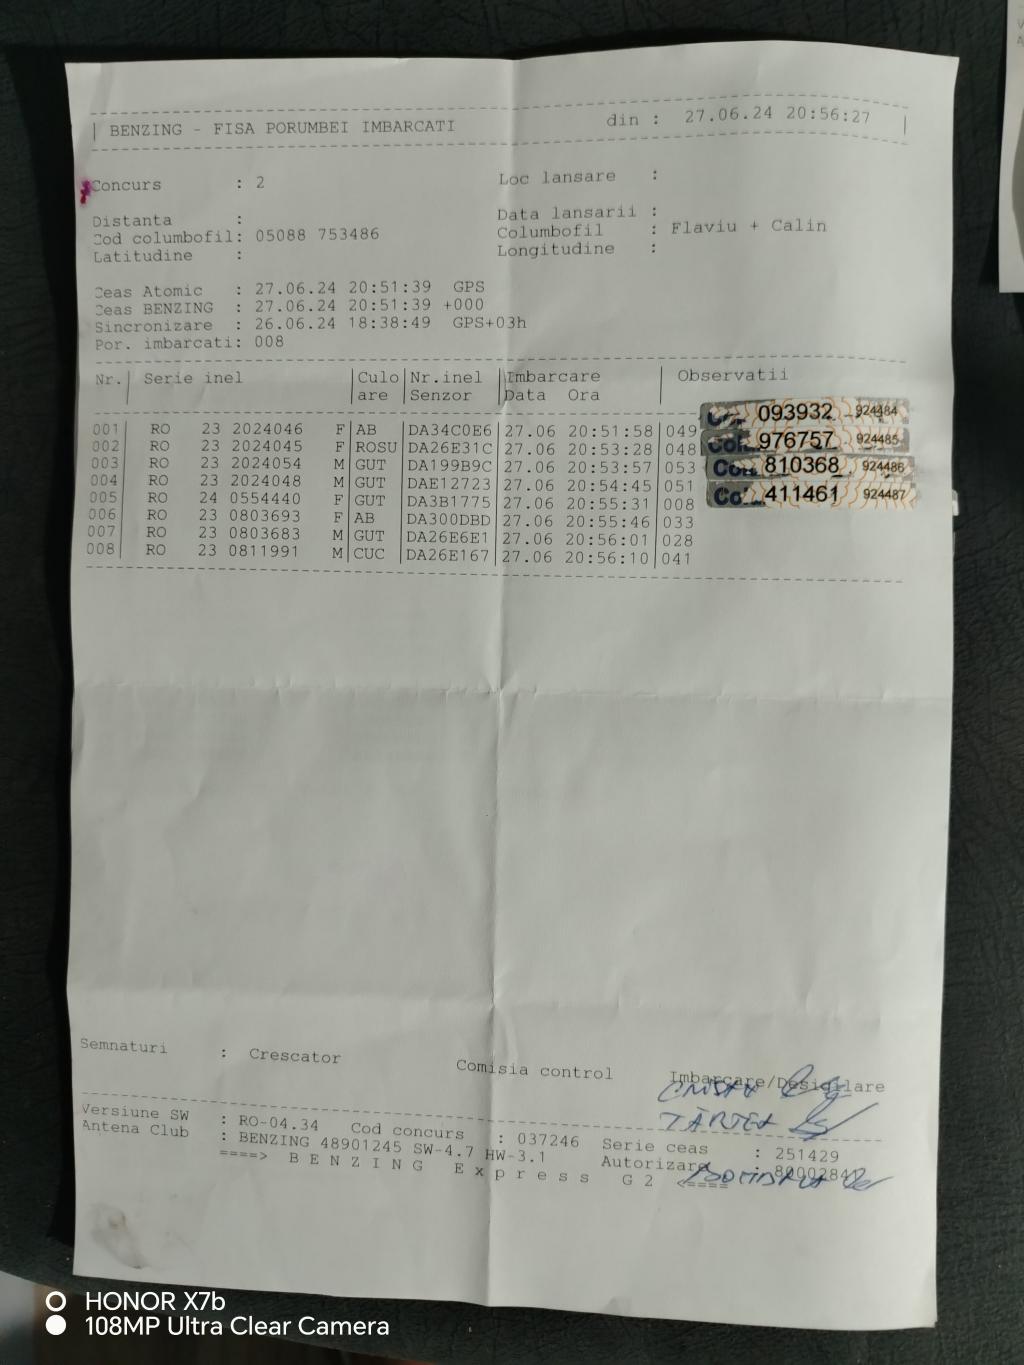 BENZING - FISA PORUMBEI IMBARCATI din : 27.06.24 20:56:27
Concurs : 2 Loc lansare :
Distanta : Data lansarii :
Cod columbofil: 05088 753486 Columbofil : Flaviu + Calin
Latitudine : Longitudine :
Ceas Atomic : 27.06.24 20:51:39 GPS
Ceas BENZING : 27.06.24 20:51:39 +000
Sincronizare : 26.06.24 18:38:49 GPS+03h
Por. imbarcati: 008
Nr. Serie inel Culo Nr.inel Imbarcare Observatii
are Senzor Data Ora
001 RO 23 2024046 F AB DA34C0E6 27.06 20:51:58 049 093932 924484
002 RO 23 2024045 F ROSU DA26E31C 27.06 20:53:28 048 976757 924485
003 RO 23 2024054 M GUT DA199B9C 27.06 20:53:57 053 810368 924486
004 RO 23 2024048 M GUT DAE12723 27.06 20:54:45 051 411461 924487
005 RO 24 0554440 F GUT DA3B1775 27.06 20:55:31 008
006 RO 23 0803693 F AB DA300DBD 27.06 20:55:46 033
007 RO 23 0803683 M GUT DA26E6E1 27.06 20:56:01 028
008 RO 23 0811991 M CUC DA26E167 27.06 20:56:10 041
Semnaturi : Crescator Comisia control Imbarcare/Desigilare
Versiune SW : RO-04.34 Cod concurs : 037246 Serie ceas : 251429
Antena Club : BENZING 48901245 SW-4.7 HW-3.1 Autorizare :
====> B E N Z I N G E x p r e s s G 2 <====
HONOR X7b
108MP Ultra Clear Camera